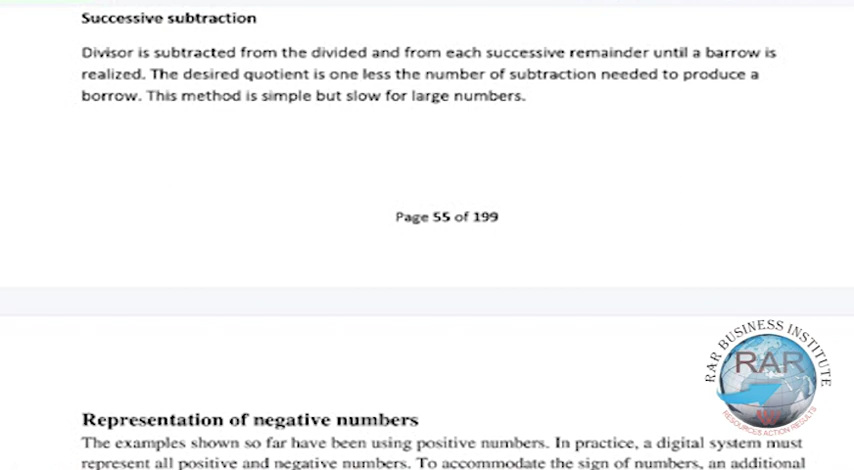 Successive subtraction
Divisor is subtracted from the divided and from each successive remainder until a barrow is
realized. The desired quotient is one less the number of subtraction needed to produce a
borrow. This method is simple but slow for large numbers.
Page 55 of 199
RAR BUSINESS INSTITUTE
RAR
RESOURCES ACTION RESULTS
Representation of negative numbers
The examples shown so far have been using positive numbers. In practice, a digital system must
represent all positive and negative numbers. To accommodate the sign of numbers, an additional